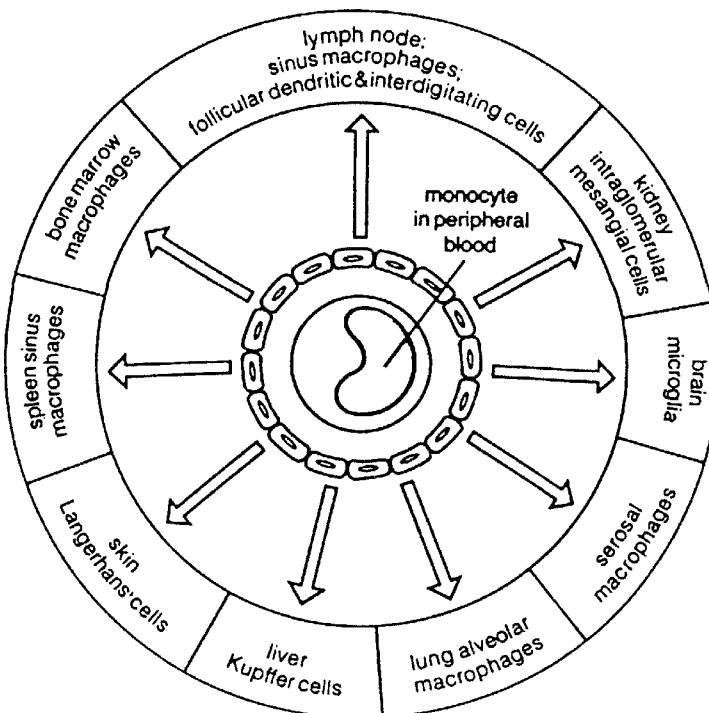 lymph node:
sinus macrophages;
follicular dendritic & interdigitating cells
kidney
intraglomerular
mesangial cells
brain
microglia
serosal
macrophages
lung alveolar
macrophages
liver
Kupffer cells
skin
Langerhans' cells
spleen sinus
macrophages
bone marrow
macrophages
monocyte
in peripheral
blood